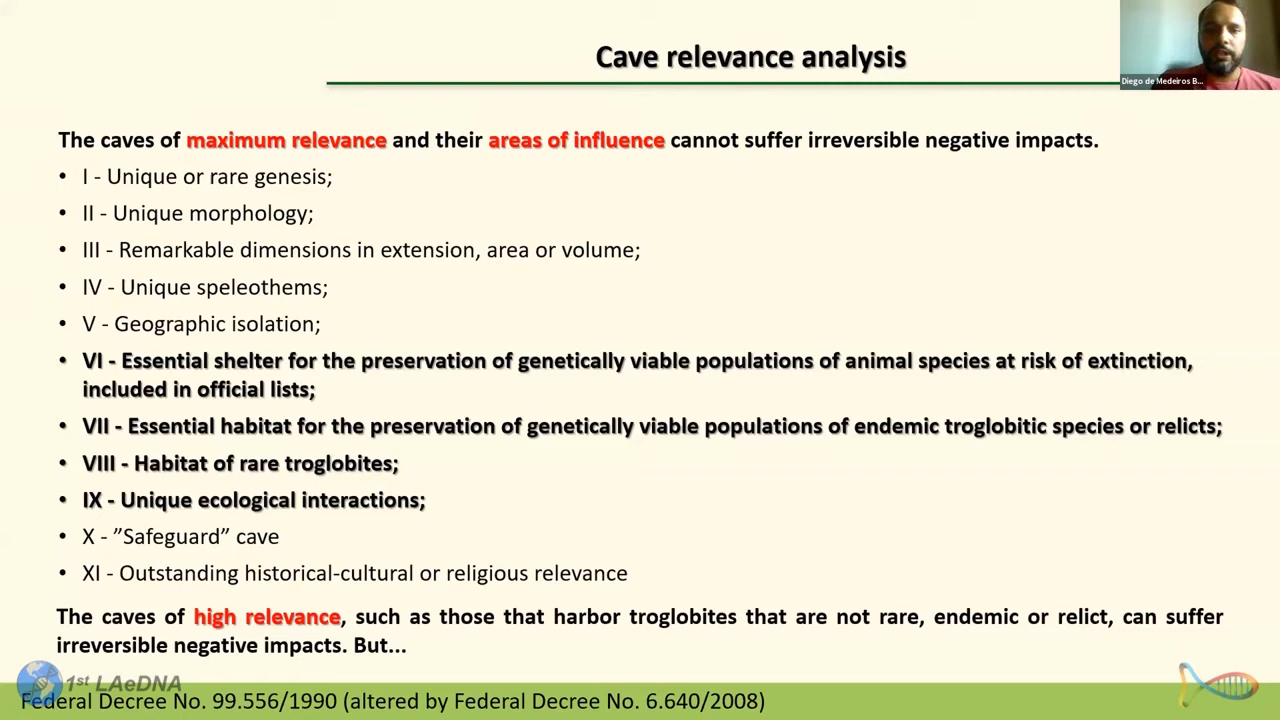 Cave relevance analysis
Diego de Medeiros B...
The caves of maximum relevance and their areas of influence cannot suffer irreversible negative impacts.
• I - Unique or rare genesis;
• II - Unique morphology;
• III - Remarkable dimensions in extension, area or volume;
• IV - Unique speleothems;
• V - Geographic isolation;
• VI - Essential shelter for the preservation of genetically viable populations of animal species at risk of extinction,
included in official lists;
• VII - Essential habitat for the preservation of genetically viable populations of endemic troglobitic species or relicts;
• VIII - Habitat of rare troglobites;
• IX - Unique ecological interactions;
• X - ”Safeguard” cave
• XI - Outstanding historical-cultural or religious relevance
The caves of high relevance, such as those that harbor troglobites that are not rare, endemic or relict, can suffer
irreversible negative impacts. But...
1st LAeDNA
Federal Decree No. 99.556/1990 (altered by Federal Decree No. 6.640/2008)